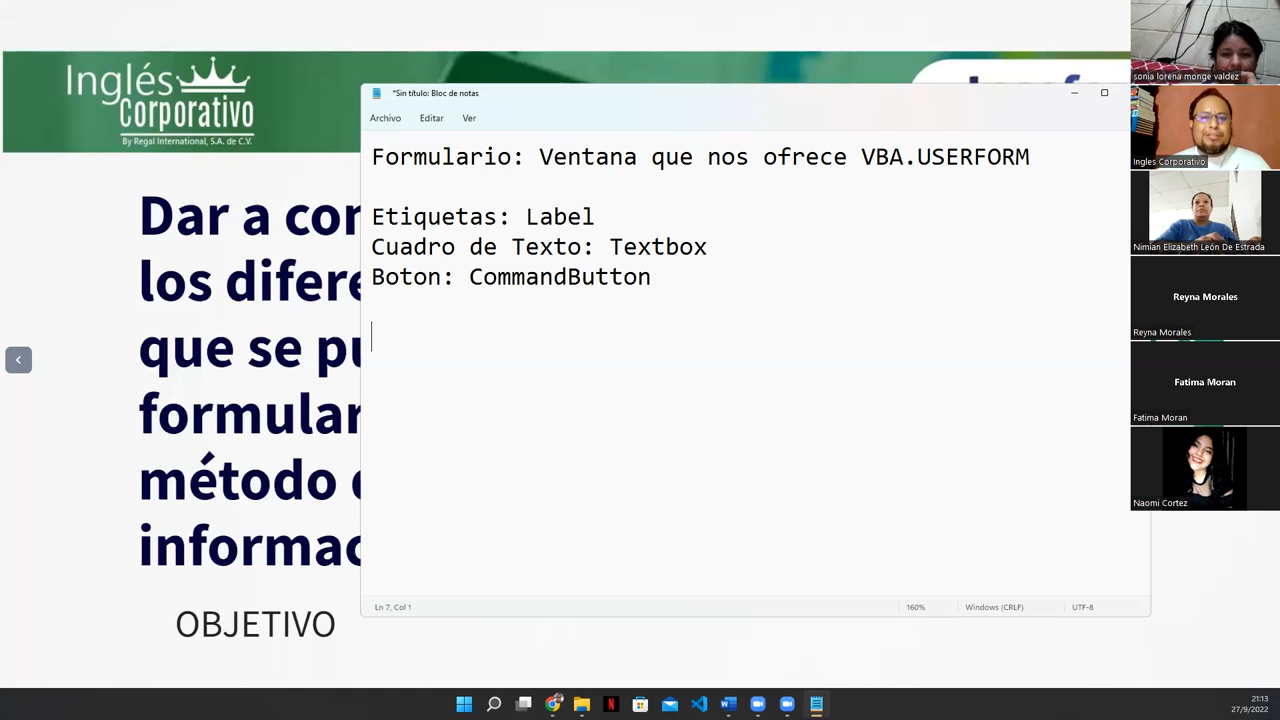 Inglés
Corporativo
By Regal International, S.A. de C.V.
*Sin título: Bloc de notas
Archivo Editar Ver
Formulario: Ventana que nos ofrece VBA.USERFORM
Etiquetas: Label
Cuadro de Texto: Textbox
Boton: CommandButton
Ln 7, Col 1 160% Windows (CRLF) UTF-8
Dar a con
los difere
que se pu
formular
método d
informac
OBJETIVO
sonia lorena monge valdez
Ingles Corporativo
Nimian Elizabeth León De Estrada
Reyna Morales
Reyna Morales
Fatima Moran
Fatima Moran
Naomi Cortez
21:13
27/9/2022